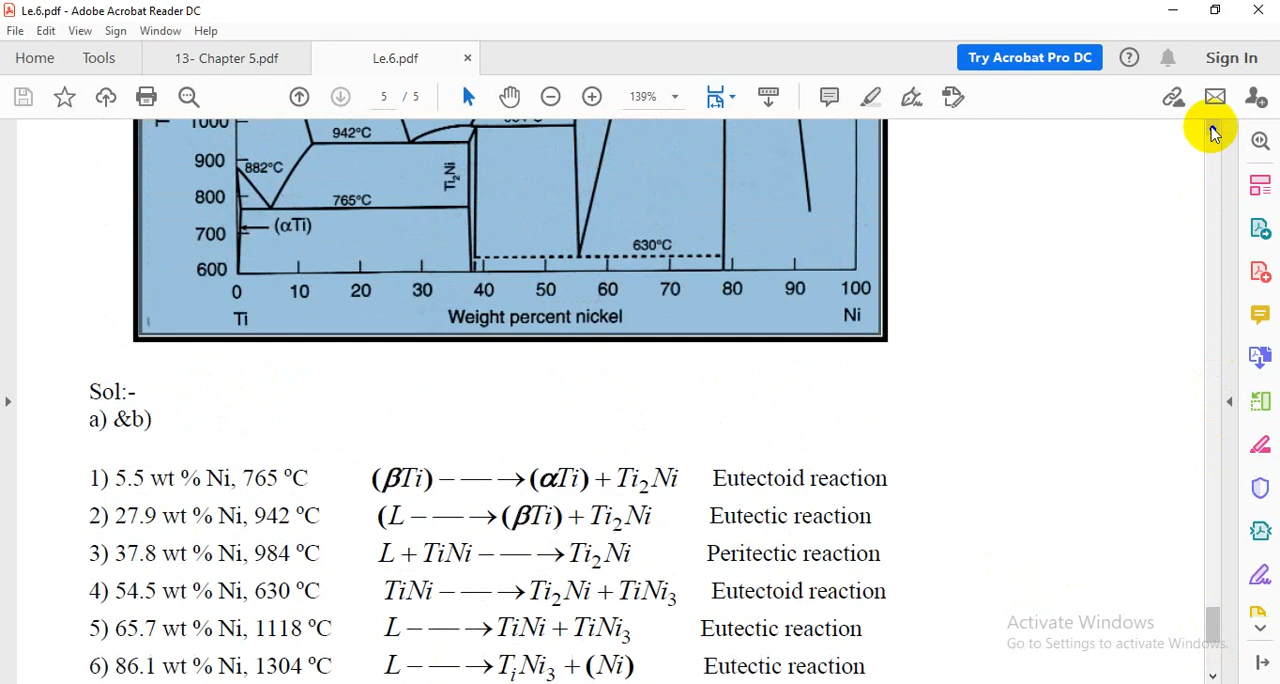 Le.6.pdf - Adobe Acrobat Reader DC
File Edit View Sign Window Help
Home Tools 13- Chapter 5.pdf Le.6.pdf × Try Acrobat Pro DC Sign In
5 / 5 139%
1000
942°C
900
882°C
Ti₂Ni
800
765°C
(αTi)
700
630°C
600
0 10 20 30 40 50 60 70 80 90 100
Ti Weight percent nickel Ni
Sol:-
a) &b)
1) 5.5 wt % Ni, 765 ºC (βTi) - — → (αTi) + Ti₂Ni Eutectoid reaction
2) 27.9 wt % Ni, 942 ºC (L - — → (βTi) + Ti₂Ni Eutectic reaction
3) 37.8 wt % Ni, 984 ºC L + TiNi - — → Ti₂Ni Peritectic reaction
4) 54.5 wt % Ni, 630 ºC TiNi - — → Ti₂Ni + TiNi₃ Eutectoid reaction
5) 65.7 wt % Ni, 1118 ºC L - — → TiNi + TiNi₃ Eutectic reaction
6) 86.1 wt % Ni, 1304 ºC L - — → TᵢNi₃ + (Ni) Eutectic reaction
Activate Windows
Go to Settings to activate Windows.